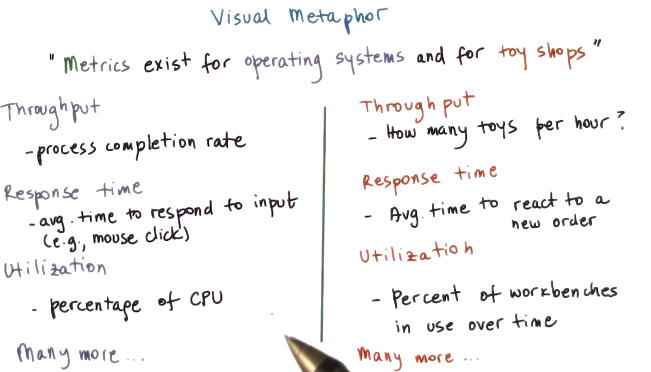 Visual Metaphor
"Metrics exist for operating systems and for toy shops"
Throughput
-process completion rate
Response time
-avg. time to respond to input
(e.g., mouse click)
Utilization
- percentage of CPU
Many more ...
Throughput
- How many toys per hour?
Response time
- Avg. time to react to a
new order
Utilization
- Percent of workbenches
in use over time
Many more ...